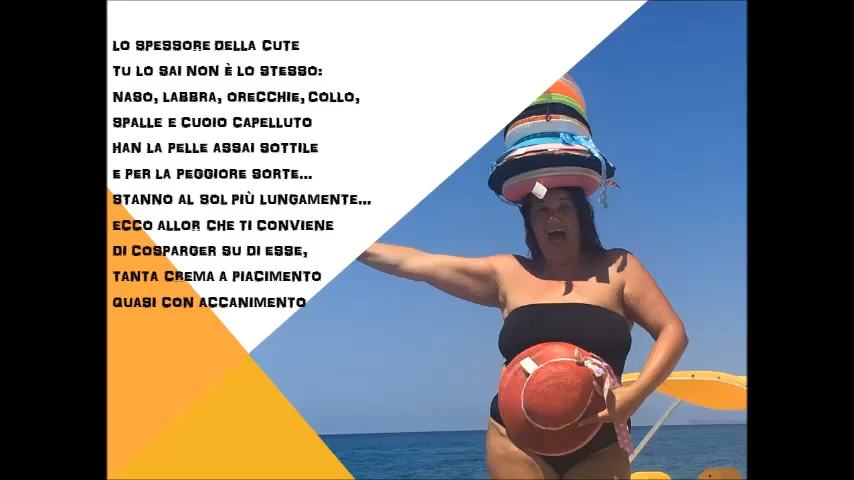 LO SPESSORE DELLA CUTE
TU LO SAI NON È LO STESSO:
NASO, LABBRA, ORECCHIE, COLLO,
SPALLE E CUOIO CAPELLUTO
HAN LA PELLE ASSAI SOTTILE
E PER LA PEGGIORE SORTE...
STANNO AL SOL PIÙ LUNGAMENTE...
ECCO ALLOR CHE TI CONVIENE
DI COSPARGER SU DI ESSE,
TANTA CREMA A PIACIMENTO
QUASI CON ACCANIMENTO